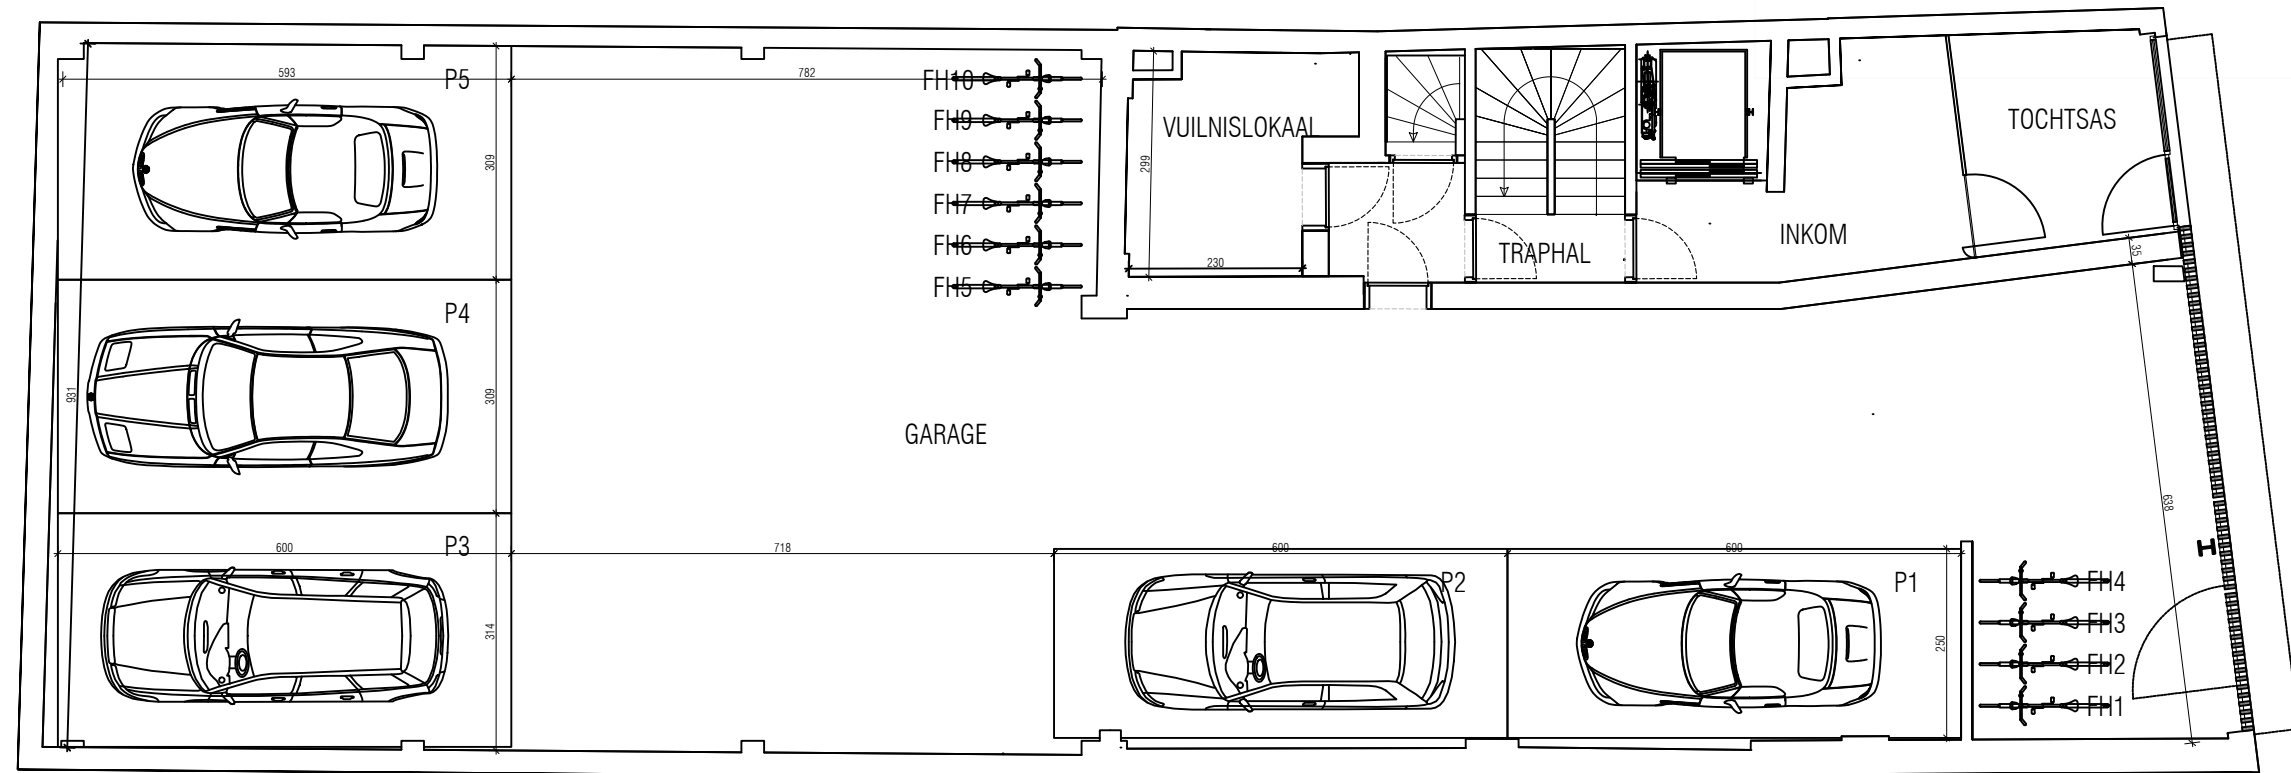 593
P5
782
FH10
FH9
FH8
FH7
FH6
FH5
309
VUILNISLOKAAL
299
230
TRAPHAL
INKOM
TOCHTSAS
35
P4
309
931
GARAGE
638
P3
600
314
718
600
P2
600
P1
250
FH4
FH3
FH2
FH1